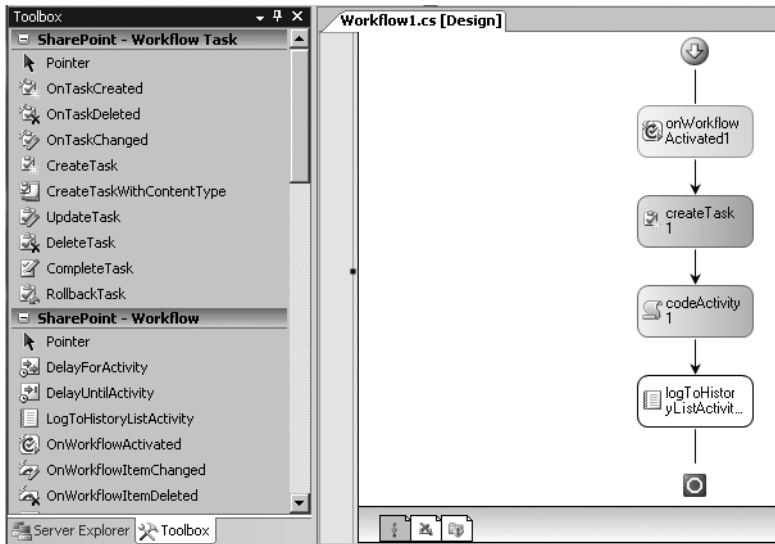 Toolbox
SharePoint - Workflow Task
Pointer
OnTaskCreated
OnTaskDeleted
OnTaskChanged
CreateTask
CreateTaskWithContentType
UpdateTask
DeleteTask
CompleteTask
RollbackTask
SharePoint - Workflow
Pointer
DelayForActivity
DelayUntilActivity
LogToHistoryListActivity
OnWorkflowActivated
OnWorkflowItemChanged
OnWorkflowItemDeleted
Server Explorer
Toolbox
Workflow1.cs [Design]
onWorkflow
Activated1
createTask
1
codeActivity
1
logToHistor
yListActivit...